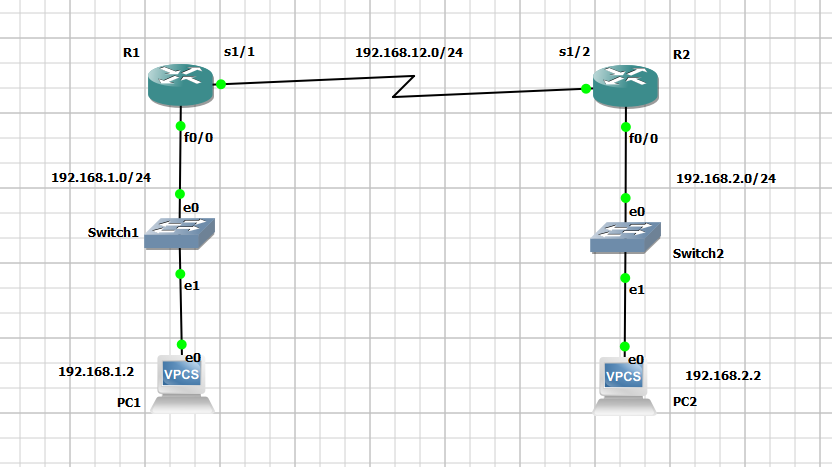 R1
s1/1
192.168.12.0/24
s1/2
R2
f0/0
f0/0
192.168.1.0/24
192.168.2.0/24
e0
e0
Switch1
Switch2
e1
e1
e0
e0
192.168.1.2
VPCS
VPCS
192.168.2.2
PC1
PC2